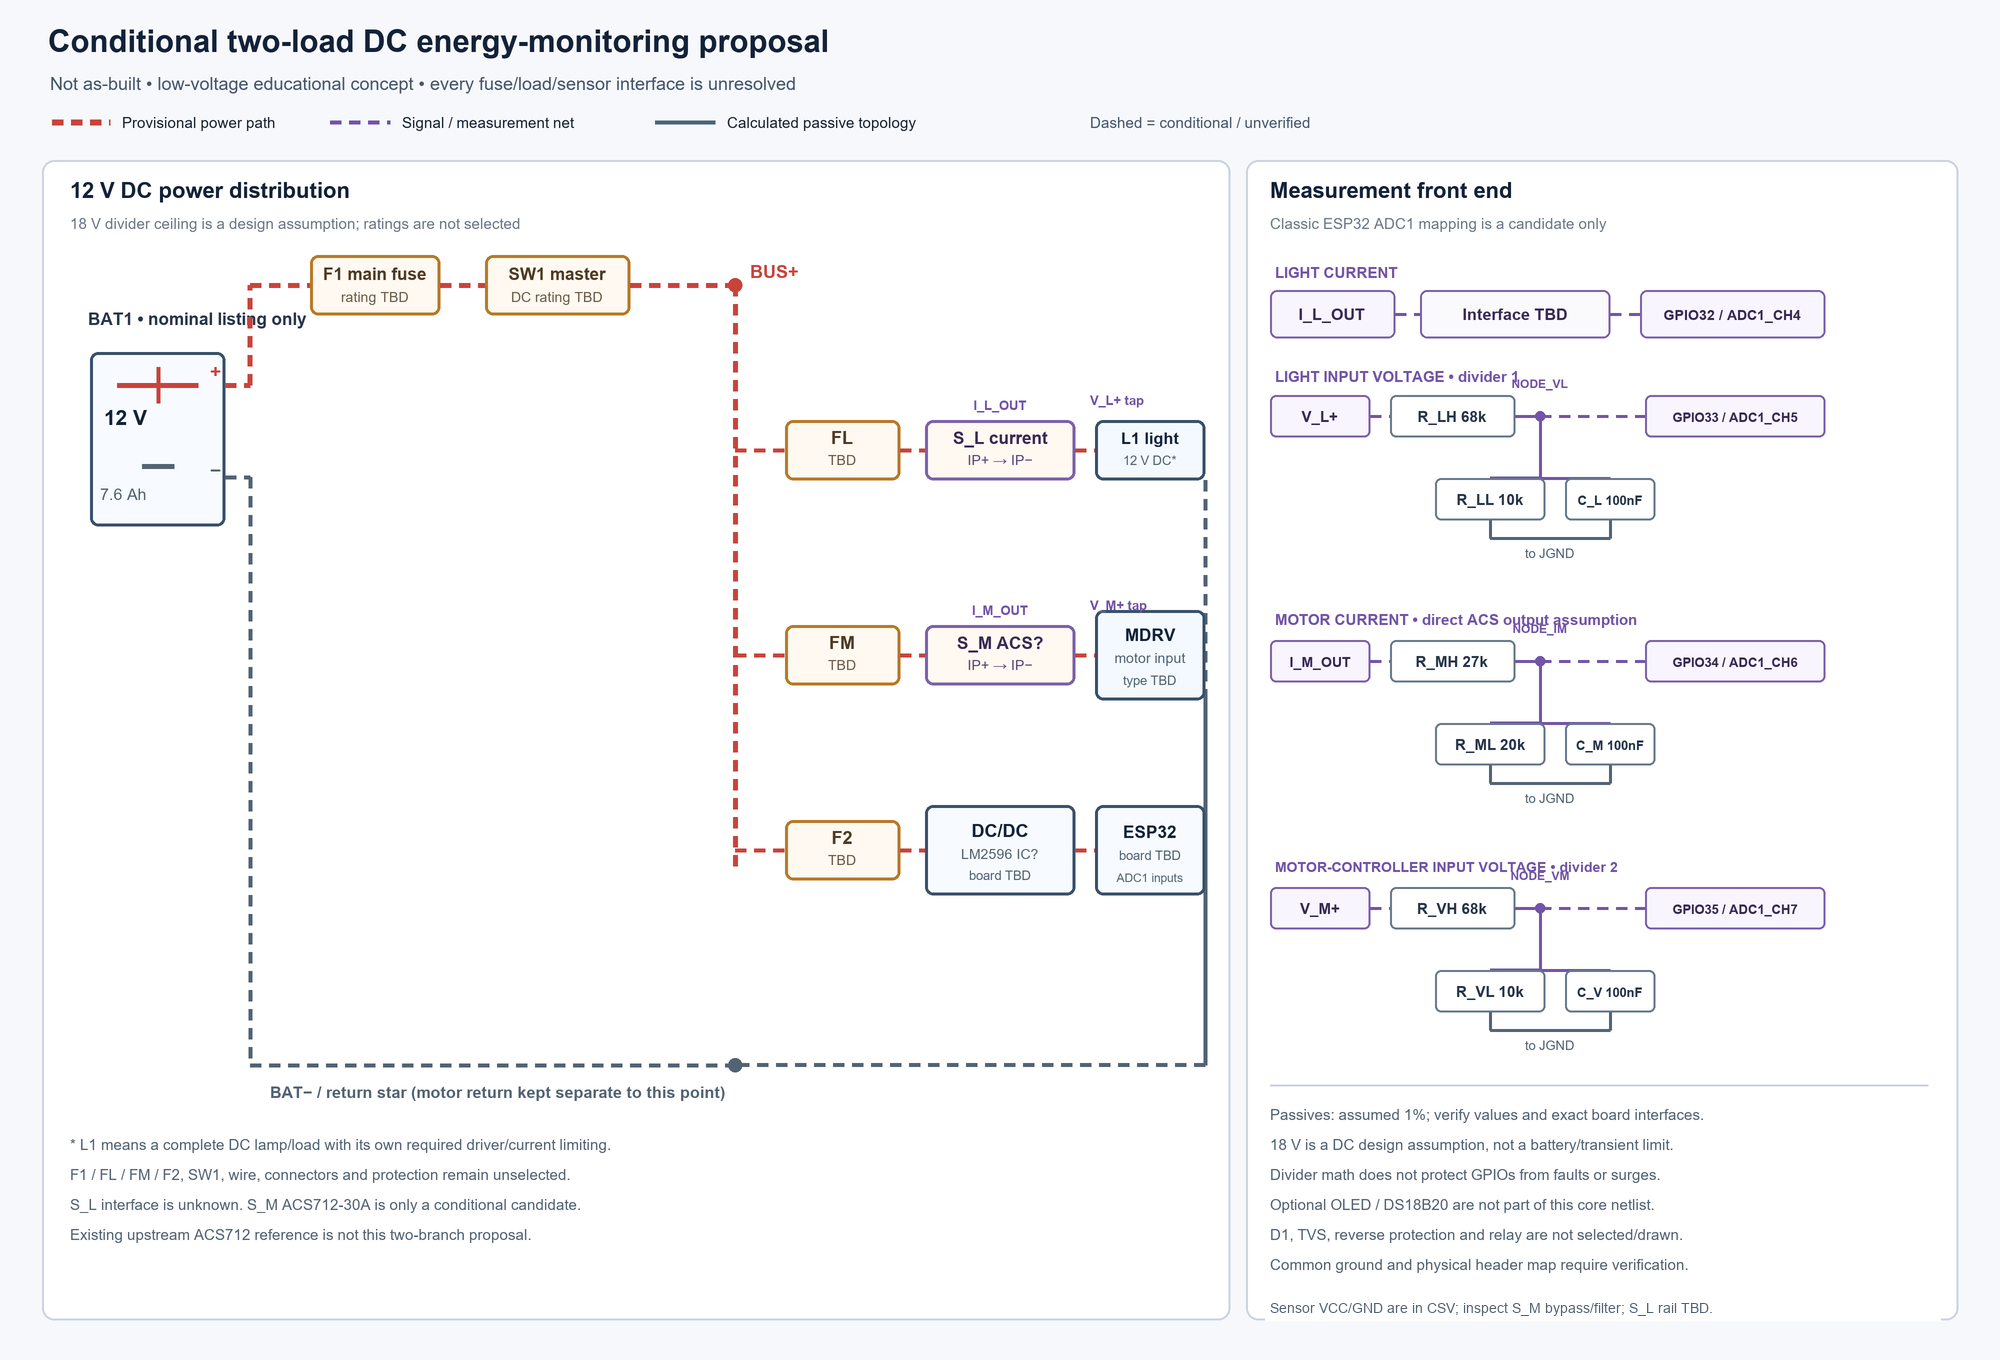 Conditional two-load DC energy-monitoring proposal
Not as-built • low-voltage educational concept • every fuse/load/sensor interface is unresolved
Provisional power path
Signal / measurement net
Calculated passive topology
Dashed = conditional / unverified
12 V DC power distribution
18 V divider ceiling is a design assumption; ratings are not selected
F1 main fuse
rating TBD
SW1 master
DC rating TBD
BUS+
BAT1 • nominal listing only
+
12 V
−
7.6 Ah
I_L_OUT
V_L+ tap
FL
TBD
S_L current
IP+ → IP−
L1 light
12 V DC*
I_M_OUT
V_M+ tap
FM
TBD
S_M ACS?
IP+ → IP−
MDRV
motor input
type TBD
F2
TBD
DC/DC
LM2596 IC?
board TBD
ESP32
board TBD
ADC1 inputs
BAT− / return star (motor return kept separate to this point)
* L1 means a complete DC lamp/load with its own required driver/current limiting.
F1 / FL / FM / F2, SW1, wire, connectors and protection remain unselected.
S_L interface is unknown. S_M ACS712-30A is only a conditional candidate.
Existing upstream ACS712 reference is not this two-branch proposal.
Measurement front end
Classic ESP32 ADC1 mapping is a candidate only
LIGHT CURRENT
I_L_OUT
Interface TBD
GPIO32 / ADC1_CH4
LIGHT INPUT VOLTAGE • divider 1
NODE_VL
V_L+
R_LH 68k
GPIO33 / ADC1_CH5
R_LL 10k
C_L 100nF
to JGND
MOTOR CURRENT • direct ACS output assumption
NODE_IM
I_M_OUT
R_MH 27k
GPIO34 / ADC1_CH6
R_ML 20k
C_M 100nF
to JGND
MOTOR-CONTROLLER INPUT VOLTAGE • divider 2
NODE_VM
V_M+
R_VH 68k
GPIO35 / ADC1_CH7
R_VL 10k
C_V 100nF
to JGND
Passives: assumed 1%; verify values and exact board interfaces.
18 V is a DC design assumption, not a battery/transient limit.
Divider math does not protect GPIOs from faults or surges.
Optional OLED / DS18B20 are not part of this core netlist.
D1, TVS, reverse protection and relay are not selected/drawn.
Common ground and physical header map require verification.
Sensor VCC/GND are in CSV; inspect S_M bypass/filter; S_L rail TBD.